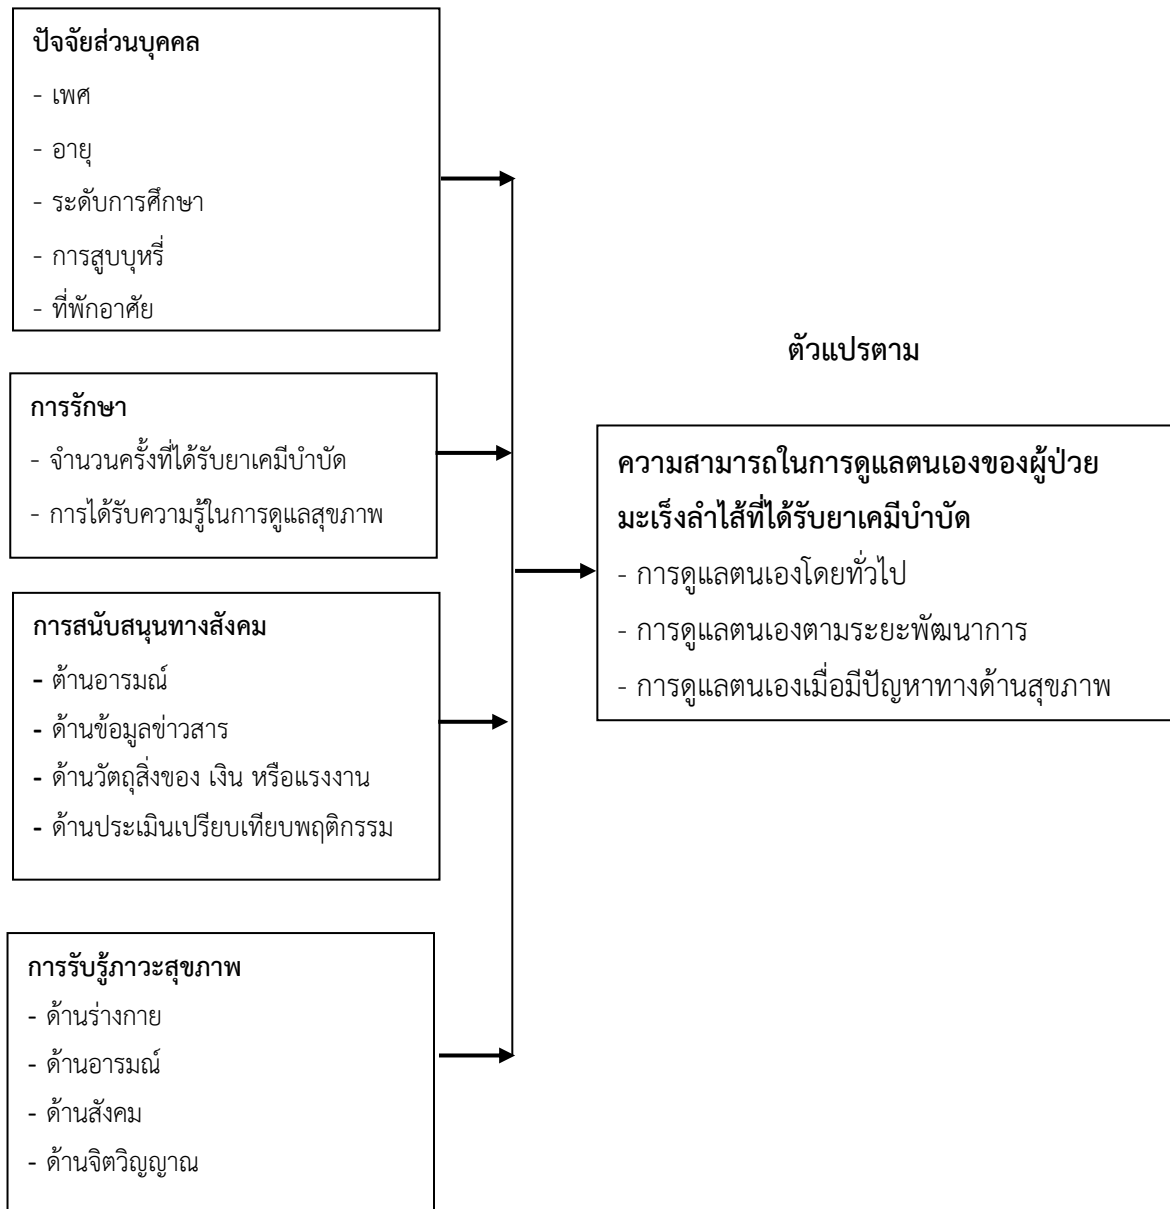 ปัจจัยส่วนบุคคล
- เพศ
- อายุ
- ระดับการศึกษา
- การสูบบุหรี่
- ที่พักอาศัย
การรักษา
- จำนวนครั้งที่ได้รับยาเคมีบำบัด
- การได้รับความรู้ในการดูแลสุขภาพ
การสนับสนุนทางสังคม
- ต้านอารมณ์
- ด้านข้อมูลข่าวสาร
- ด้านวัตถุสิ่งของ เงิน หรือแรงงาน
- ด้านประเมินเปรียบเทียบพฤติกรรม
การรับรู้ภาวะสุขภาพ
- ด้านร่างกาย
- ด้านอารมณ์
- ด้านสังคม
- ด้านจิตวิญญาณ
ตัวแปรตาม
ความสามารถในการดูแลตนเองของผู้ป่วย
มะเร็งลำไส้ที่ได้รับยาเคมีบำบัด
- การดูแลตนเองโดยทั่วไป
- การดูแลตนเองตามระยะพัฒนาการ
- การดูแลตนเองเมื่อมีปัญหาทางด้านสุขภาพ